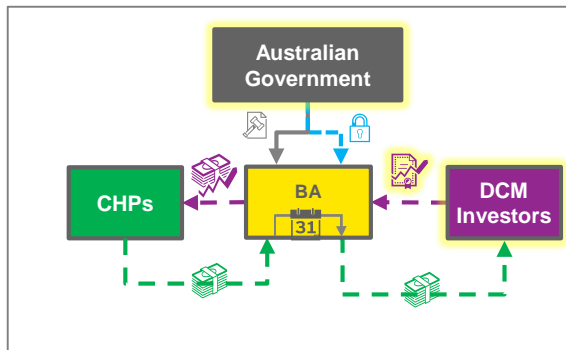 Australian
Government
CHPs
BA
31
DCM
Investors